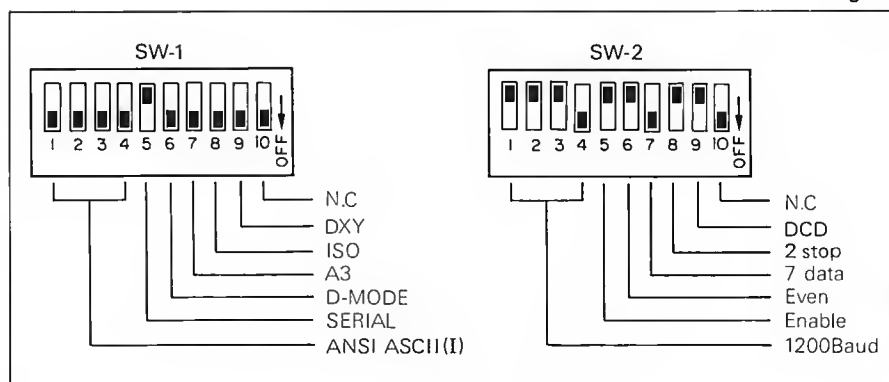 SW-1
1 2 3 4 5 6 7 8 9 10
OFF
N.C
DXY
ISO
A3
D-MODE
SERIAL
ANSI ASCII(I)
SW-2
1 2 3 4 5 6 7 8 9 10
OFF
N.C
DCD
2 stop
7 data
Even
Enable
1200Baud